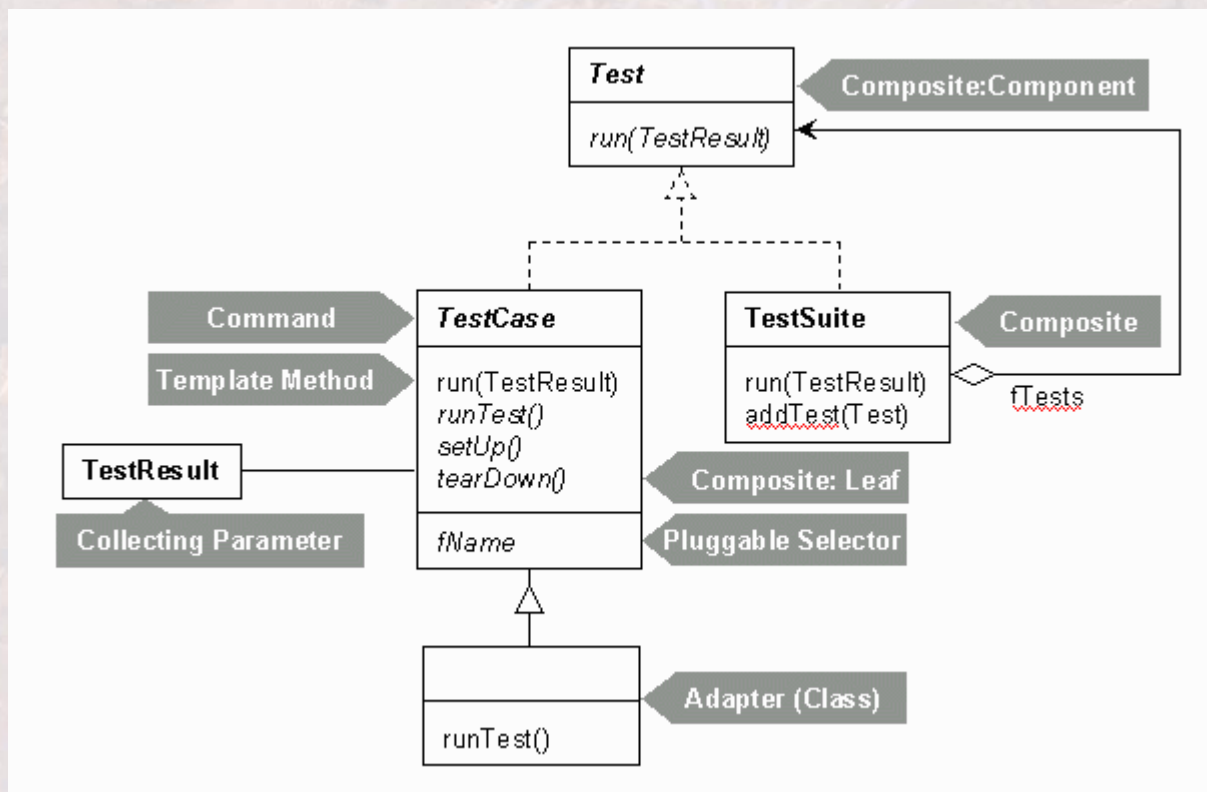 Test
Composite:Component
run(TestResult)
Command
TestCase
TestSuite
Composite
Template Method
run(TestResult)
runTest()
setUp()
tearDown()
run(TestResult)
addTest(Test)
fTests
TestResult
Composite: Leaf
Collecting Parameter
fName
Pluggable Selector
Adapter (Class)
runTest()